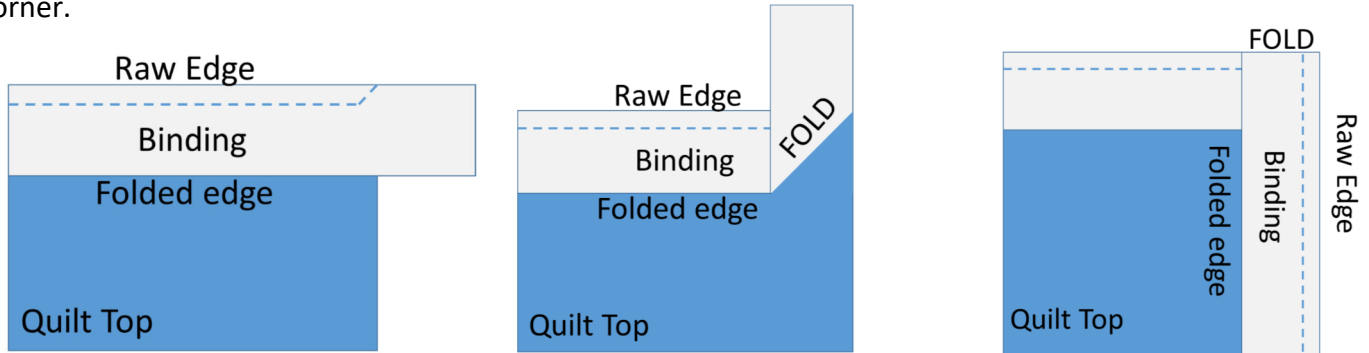 orner.
Raw Edge
Binding
Folded edge
Quilt Top
Raw Edge
FOLD
Binding
Folded edge
Quilt Top
FOLD
Raw Edge
Binding
Folded edge
Quilt Top